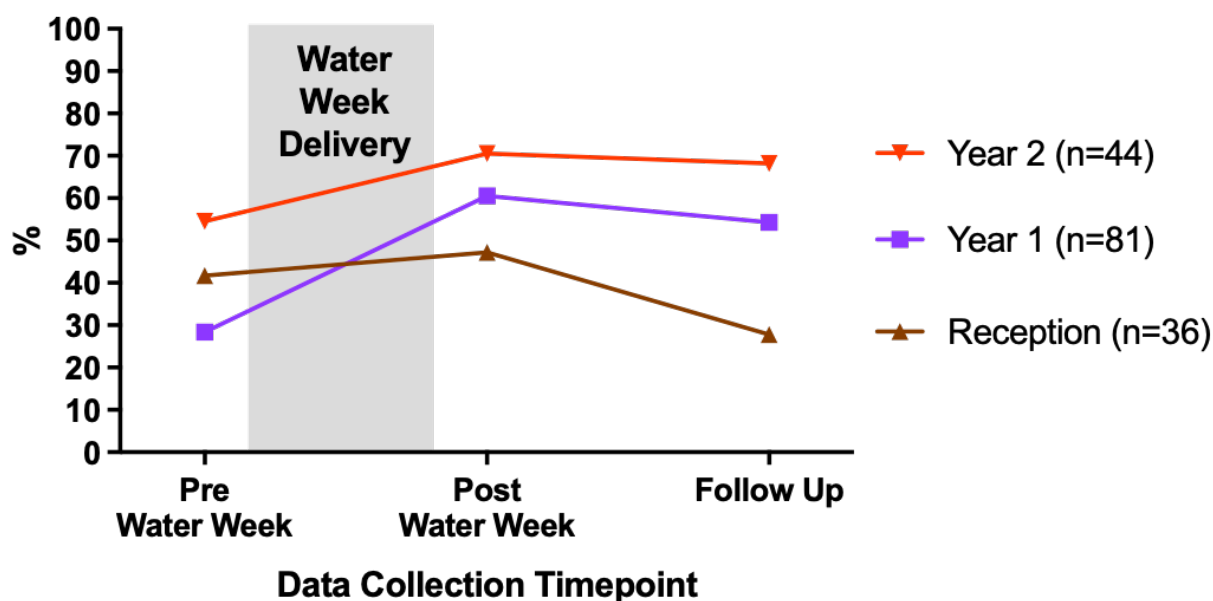 100
90
80
70
60
50
40
30
20
10
0
%
Water
Week
Delivery
Pre
Water Week
Post
Water Week
Follow Up
Data Collection Timepoint
Year 2 (n=44)
Year 1 (n=81)
Reception (n=36)